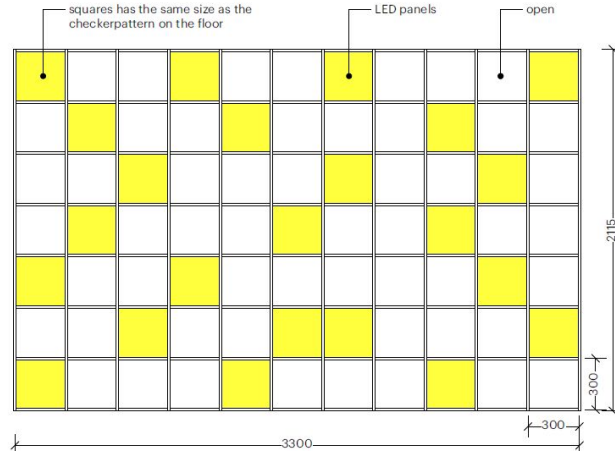 squares has the same size as the
checkerpattern on the floor
LED panels
open
2115
300
300
3300